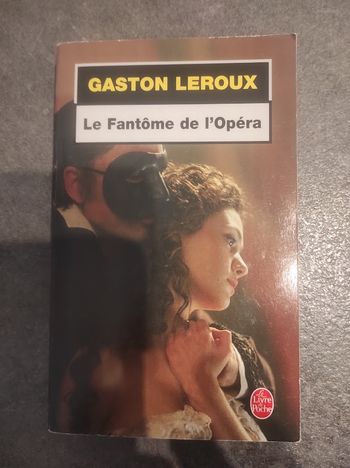 GASTON LEROUX
Le Fantôme de l'Opéra
Le
Livre
de
Poche